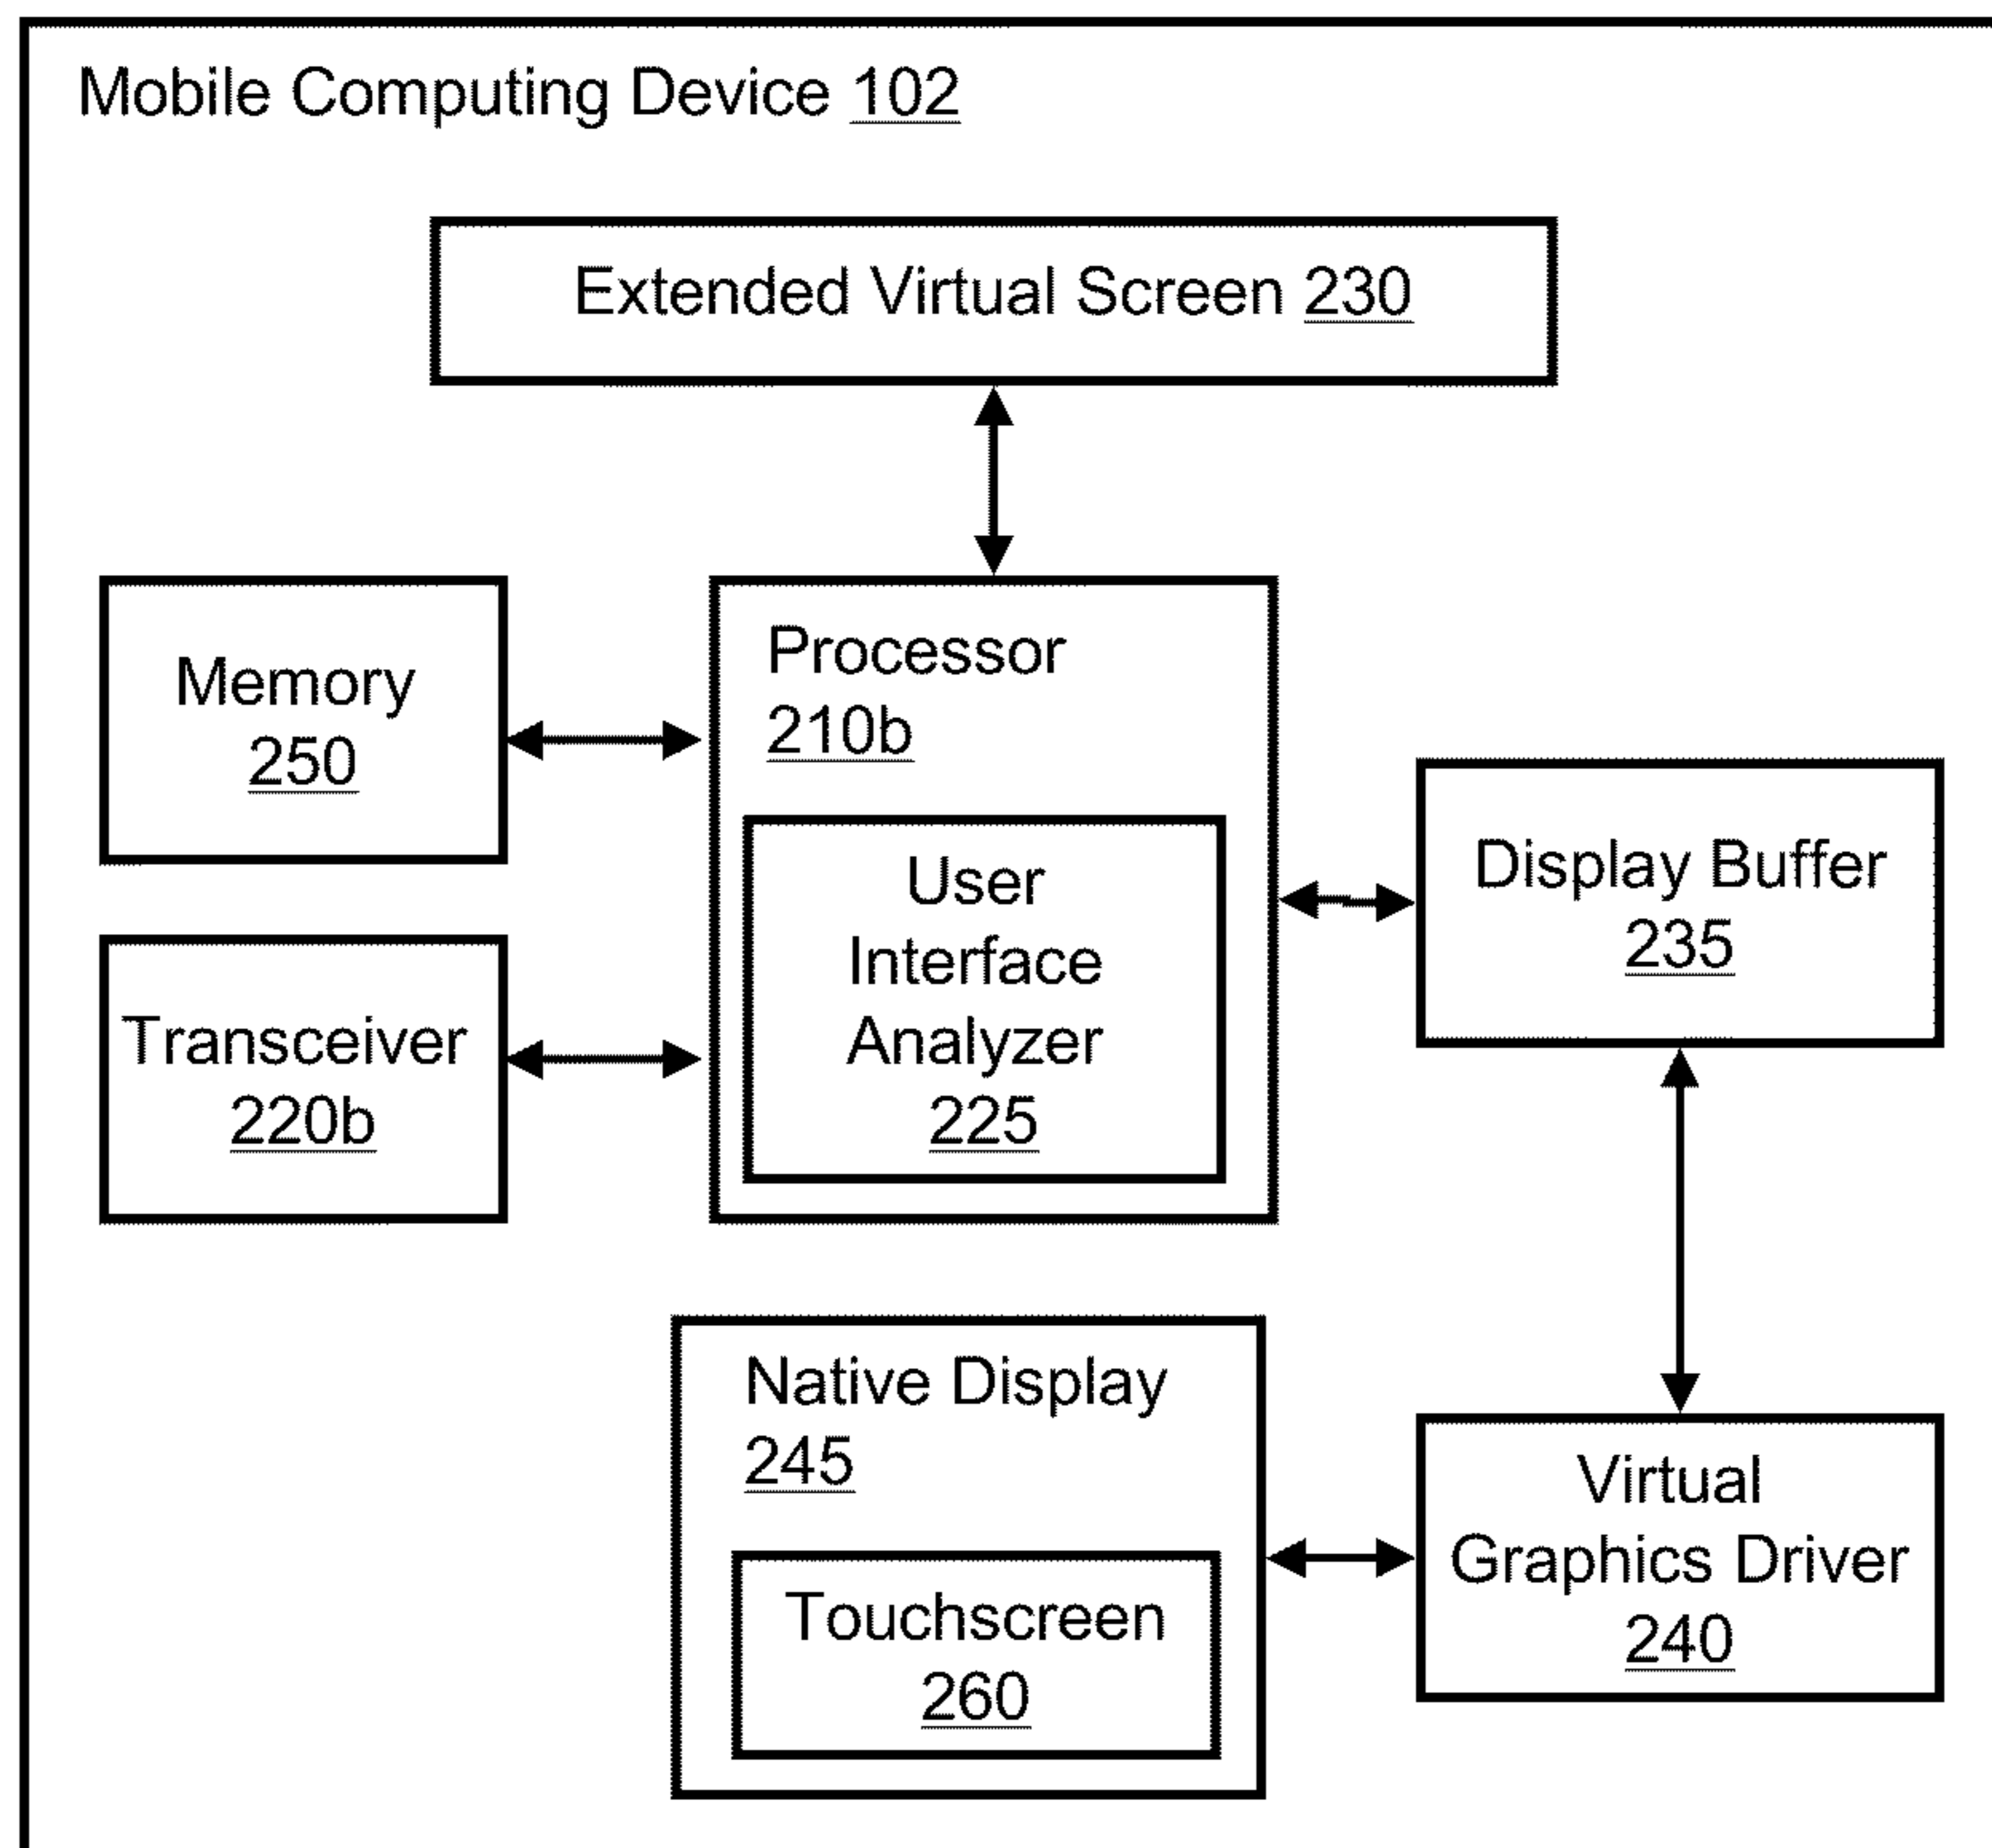 Mobile Computing Device 102
Extended Virtual Screen 230
Memory
250
Processor
210b
User
Interface
Analyzer
225
Display Buffer
235
Transceiver
220b
Native Display
245
Touchscreen
260
Virtual
Graphics Driver
240